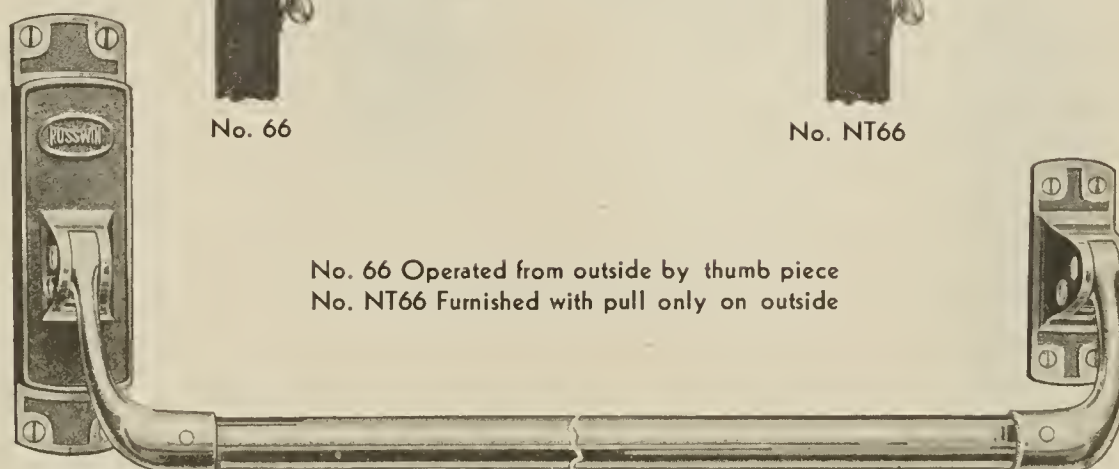 No. 66
No. NT66
RUSSWIN
No. 66 Operated from outside by thumb piece
No. NT66 Furnished with pull only on outside